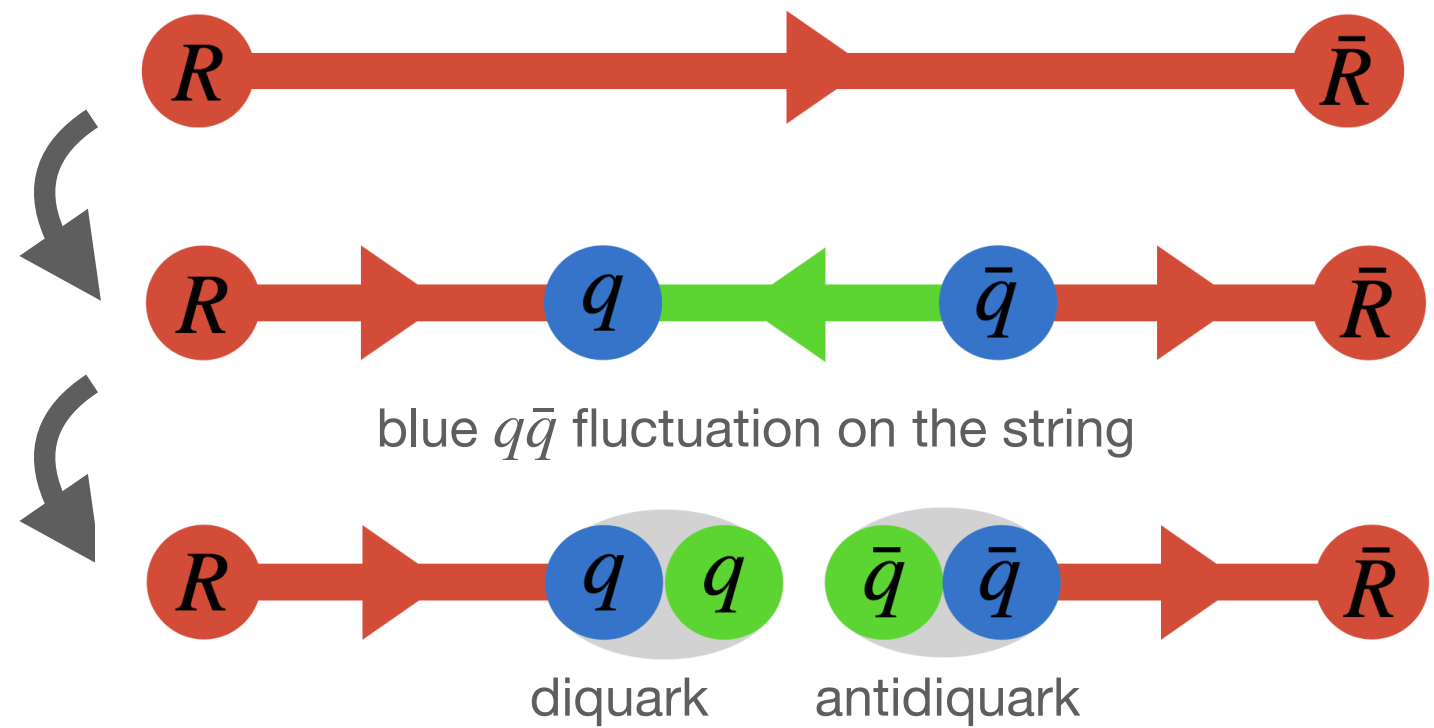 R R̄
R q q̄ R̄
blue qq̄ fluctuation on the string
R q q q̄ q̄ R̄
diquark antidiquark